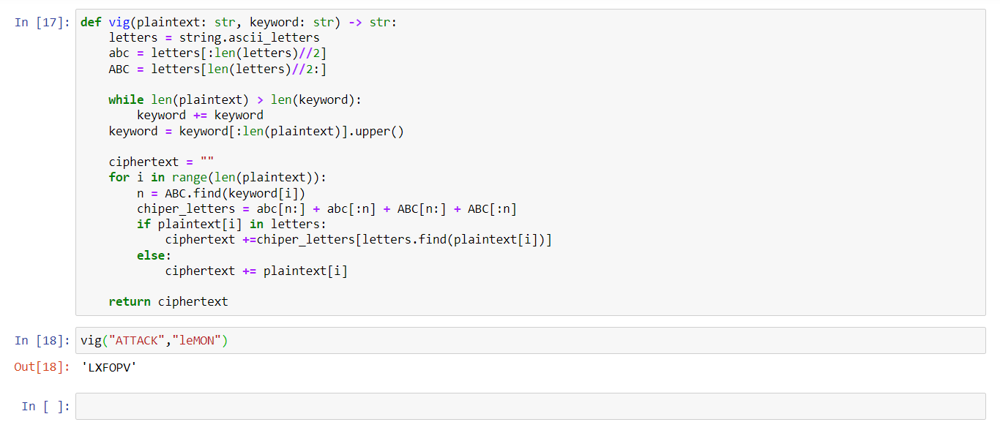 In [17]: def vig(plaintext: str, keyword: str) -> str:
    letters = string.ascii_letters
    abc = letters[:len(letters)//2]
    ABC = letters[len(letters)//2:]

    while len(plaintext) > len(keyword):
        keyword += keyword
    keyword = keyword[:len(plaintext)].upper()

    ciphertext = ""
    for i in range(len(plaintext)):
        n = ABC.find(keyword[i])
        chiper_letters = abc[n:] + abc[:n] + ABC[n:] + ABC[:n]
        if plaintext[i] in letters:
            ciphertext +=chiper_letters[letters.find(plaintext[i])]
        else:
            ciphertext += plaintext[i]

    return ciphertext
In [18]: vig("ATTACK","leMON")
Out[18]: 'LXFOPV'
In [ ]: